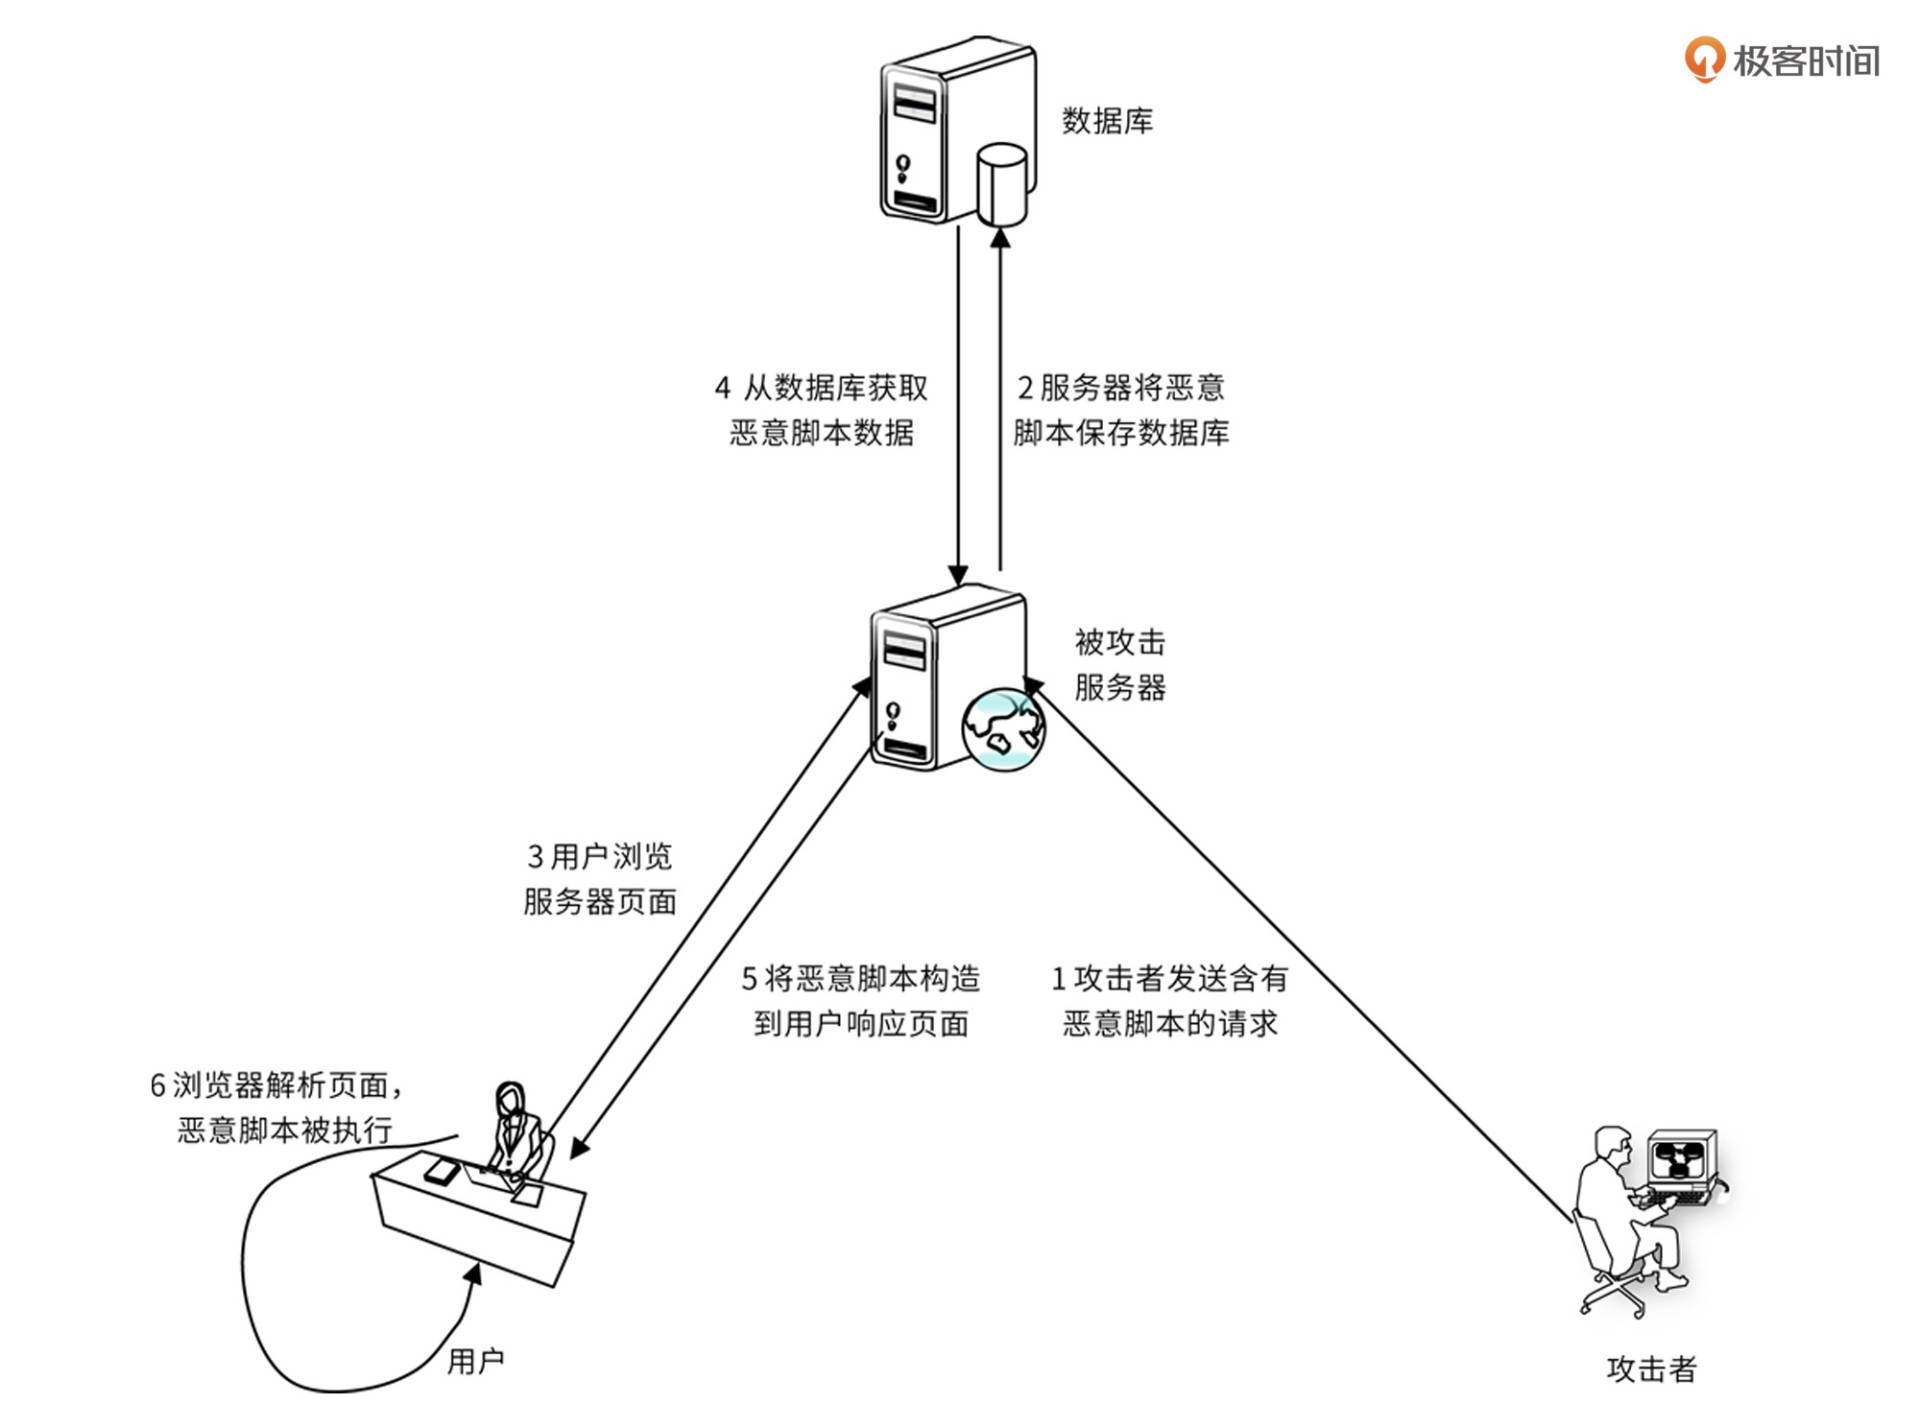 极客时间
数据库
4 从数据库获取
恶意脚本数据
2 服务器将恶意
脚本保存数据库
被攻击
服务器
3 用户浏览
服务器页面
5 将恶意脚本构造
到用户响应页面
1 攻击者发送含有
恶意脚本的请求
6 浏览器解析页面，
恶意脚本被执行
用户
攻击者